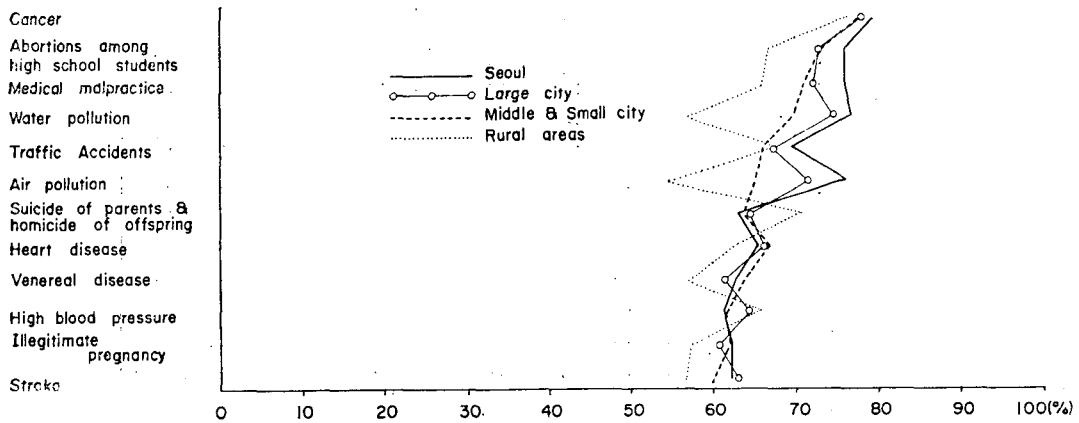 Cancer
Abortions among
high school students
Medical malpractice
Water pollution
Traffic Accidents
Air pollution
Suicide of parents &
homicide of offspring
Heart disease
Venereal disease
High blood pressure
Illegitimate
pregnancy
Stroke
Seoul
Large city
Middle & Small city
Rural areas
0 10 20 30 40 50 60 70 80 90 100(%)